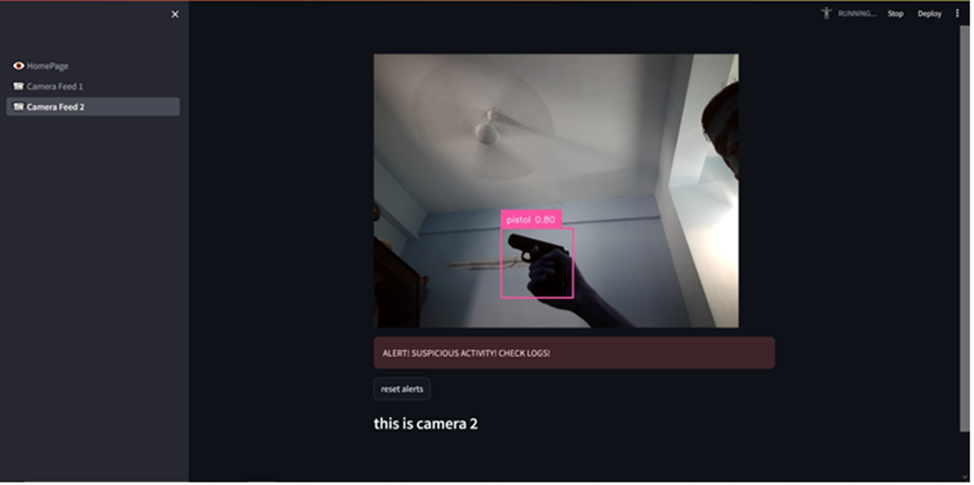 RUNNING... Stop Deploy
HomePage
Camera Feed 1
Camera Feed 2
pistol 0.80
ALERT! SUSPICIOUS ACTIVITY! CHECK LOGS!
reset alerts
this is camera 2